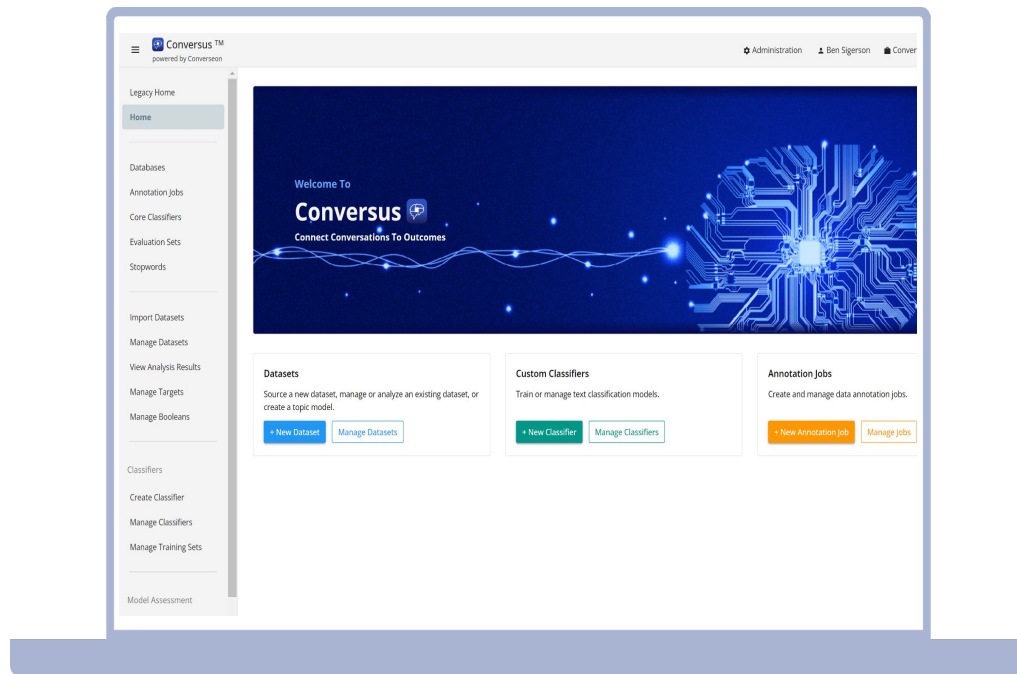 Conversus TM
powered by Converseon
Administration
Ben Sigerson
Conver
Legacy Home
Home
Databases
Annotation Jobs
Core Classifiers
Evaluation Sets
Stopwords
Import Datasets
Manage Datasets
View Analysis Results
Manage Targets
Manage Booleans
Classifiers
Create Classifier
Manage Classifiers
Manage Training Sets
Model Assessment
Welcome To
Conversus
Connect Conversations To Outcomes
Datasets
Source a new dataset, manage or analyze an existing dataset, or
create a topic model.
+ New Dataset
Manage Datasets
Custom Classifiers
Train or manage text classification models.
+ New Classifier
Manage Classifiers
Annotation Jobs
Create and manage data annotation jobs.
+ New Annotation Job
Manage Jobs